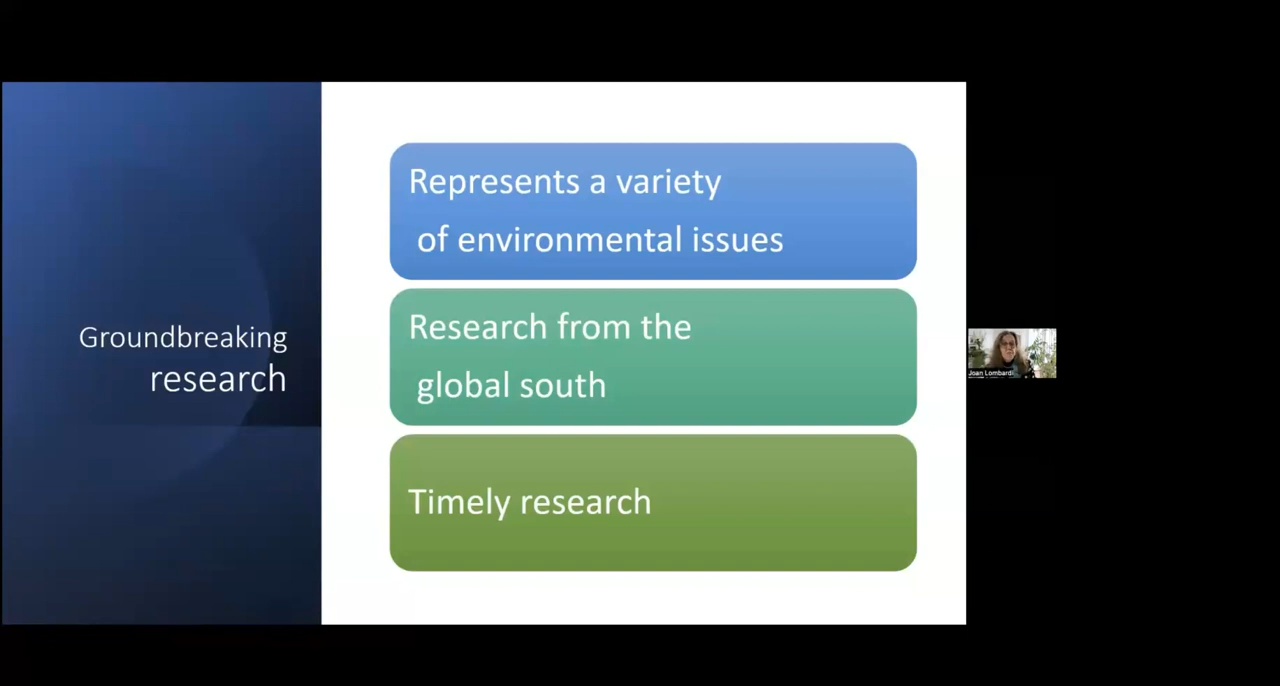 Groundbreaking
research
Represents a variety
of environmental issues
Research from the
global south
Timely research
Joan Lombardi